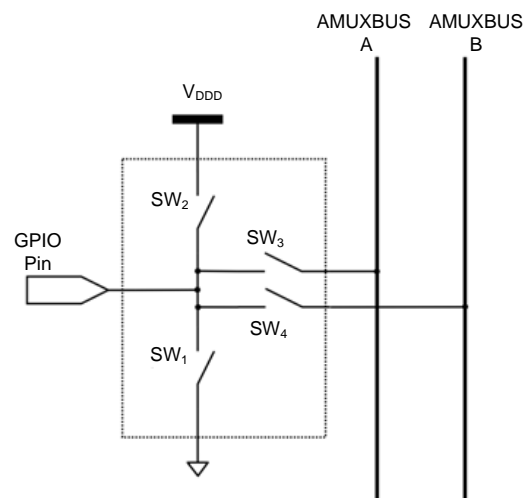 AMUXBUS
A
AMUXBUS
B
VDDD
SW2
GPIO
Pin
SW3
SW4
SW1